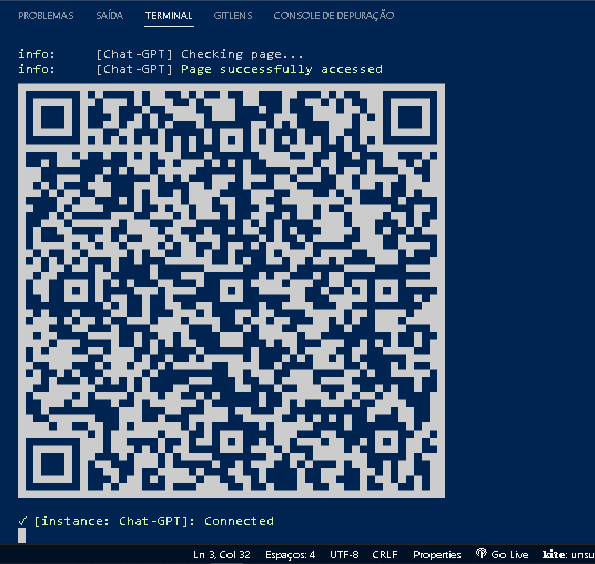 PROBLEMAS SAÍDA TERMINAL GITLENS CONSOLE DE DEPURAÇÃO
info: [Chat-GPT] Checking page...
info: [Chat-GPT] Page successfully accessed
✓ [instance: Chat-GPT]: Connected
Ln 3, Col 32 Espaços: 4 UTF-8 CRLF Properties Go Live kite: unsu